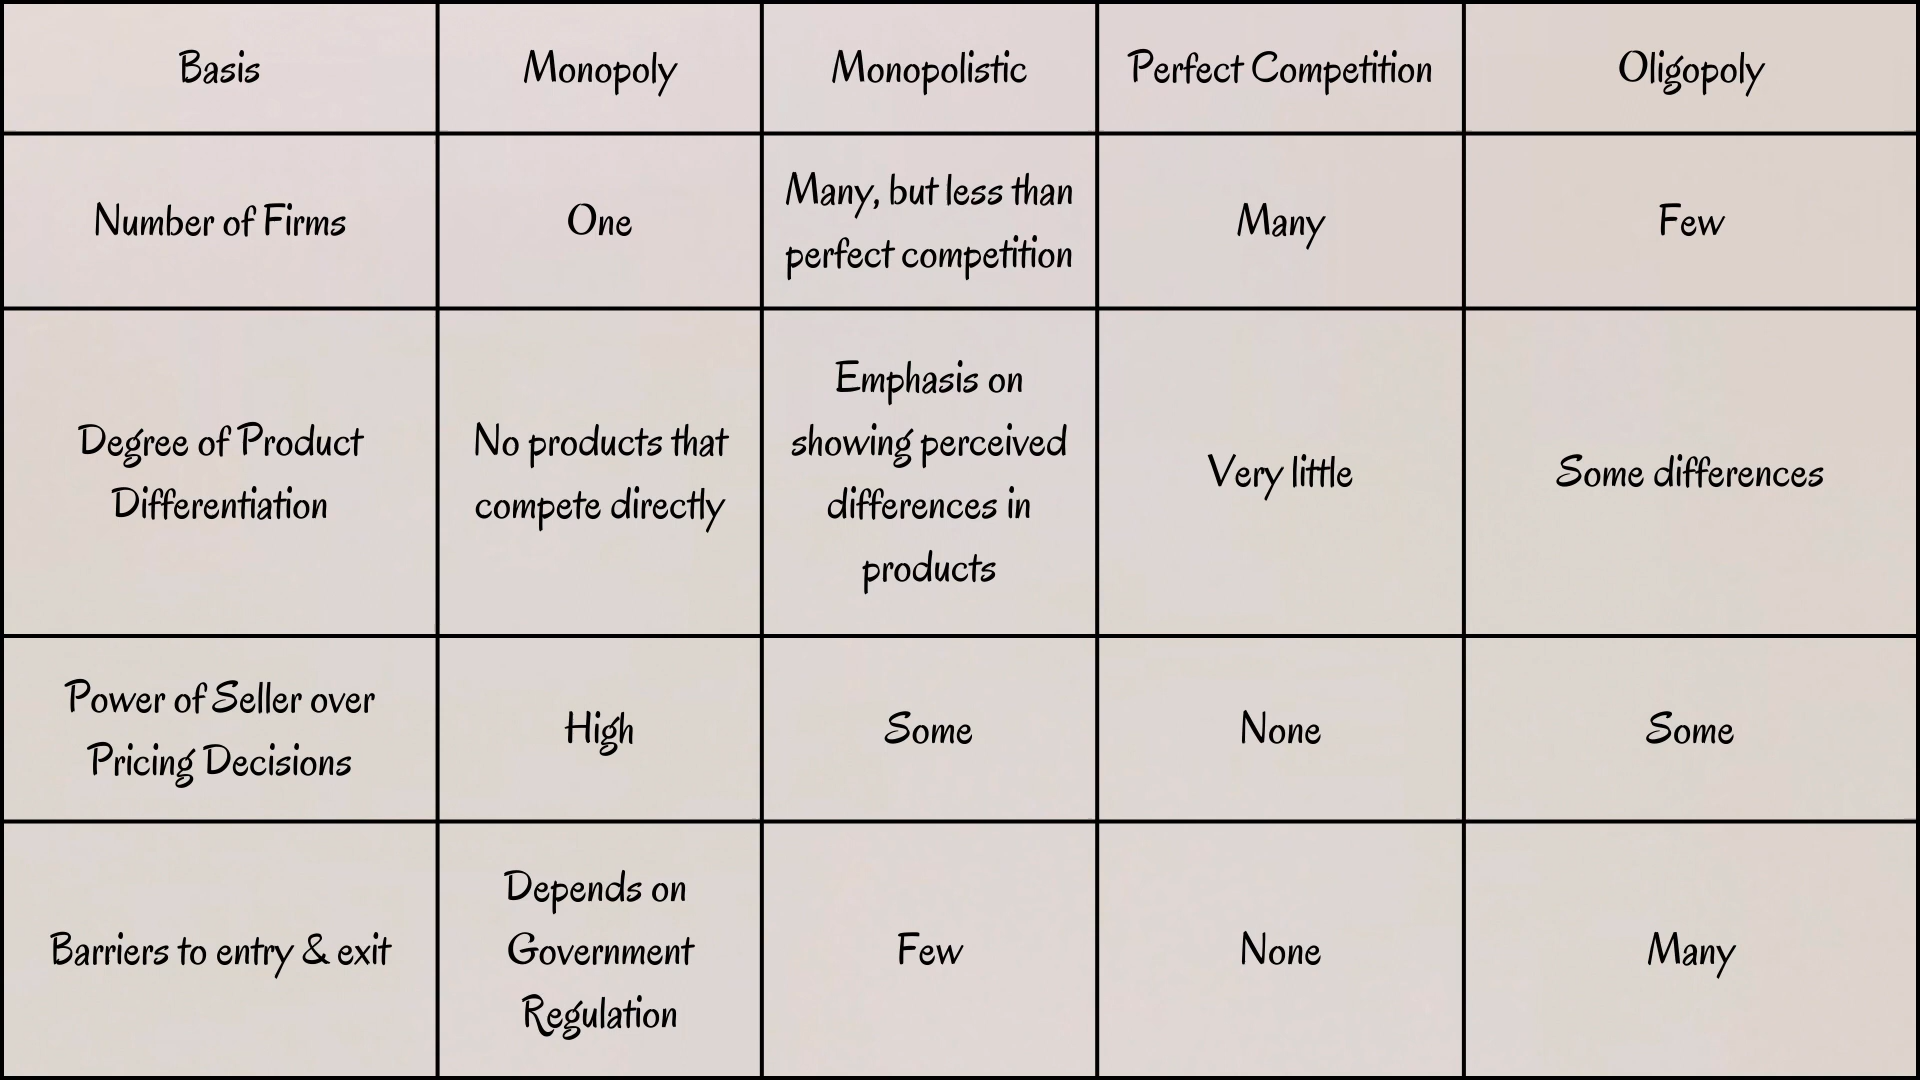 Basis
Monopoly
Monopolistic
Perfect Competition
Oligopoly
Number of Firms
One
Many, but less than
perfect competition
Many
Few
Degree of Product
Differentiation
No products that
compete directly
Emphasis on
showing perceived
differences in
products
Very little
Some differences
Power of Seller over
Pricing Decisions
High
Some
None
Some
Barriers to entry & exit
Depends on
Government
Regulation
Few
None
Many